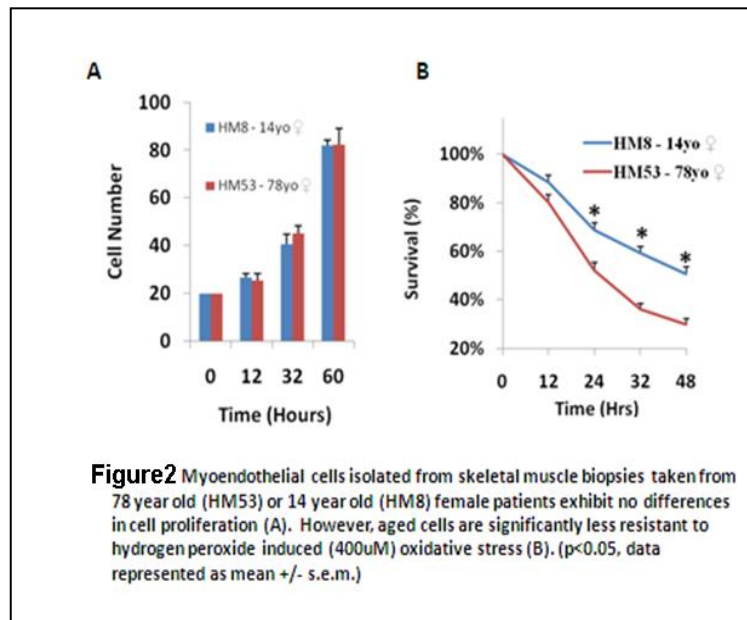 A
100
80
60
40
20
0
Cell Number
HM8 - 14yo ♀
HM53 - 78yo ♀
0 12 32 60
Time (Hours)
B
100%
80%
60%
40%
20%
Survival (%)
HM8 - 14yo ♀
HM53 - 78yo ♀
* * *
0 12 24 32 48
Time (Hrs)
Figure2 Myoendothelial cells isolated from skeletal muscle biopsies taken from
78 year old (HM53) or 14 year old (HM8) female patients exhibit no differences
in cell proliferation (A). However, aged cells are significantly less resistant to
hydrogen peroxide induced (400uM) oxidative stress (B). (p<0.05, data
represented as mean +/- s.e.m.)